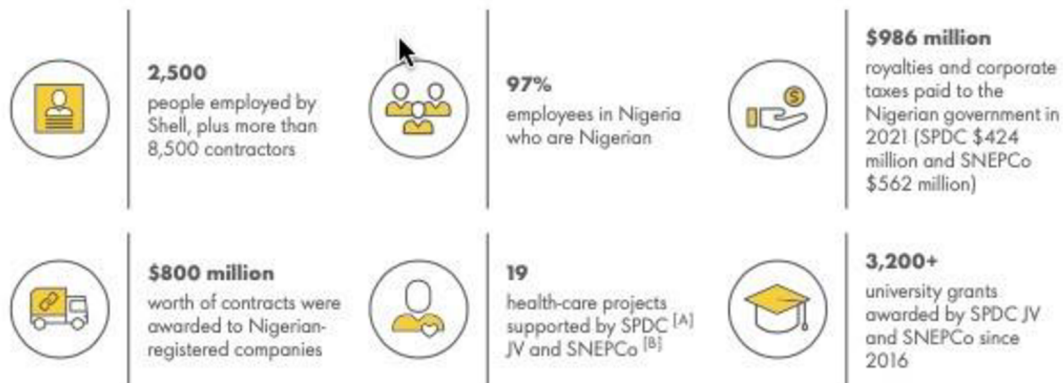 2,500
people employed by
Shell, plus more than
8,500 contractors
97%
employees in Nigeria
who are Nigerian
$986 million
royalties and corporate
taxes paid to the
Nigerian government in
2021 (SPDC $424
million and SNEPCo
$562 million)
$800 million
worth of contracts were
awarded to Nigerian-
registered companies
19
health-care projects
supported by SPDC [A]
JV and SNEPCo [B]
3,200+
university grants
awarded by SPDC JV
and SNEPCo since
2016